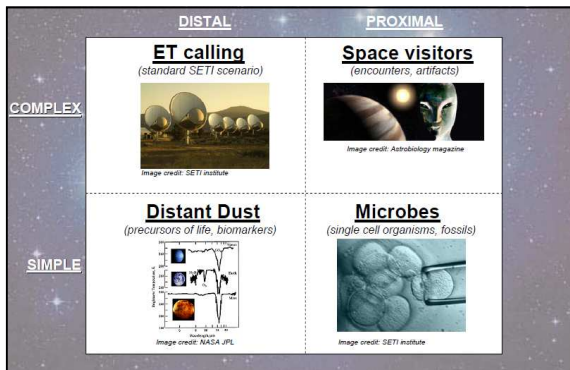 DISTAL
PROXIMAL
COMPLEX
ET calling
(standard SETI scenario)
Image credit: SETI institute
Space visitors
(encounters, artifacts)
Image credit: Astrobiology magazine
SIMPLE
Distant Dust
(precursors of life, biomarkers)
Image credit: NASA JPL
Microbes
(single cell organisms, fossils)
Image credit: SETI institute